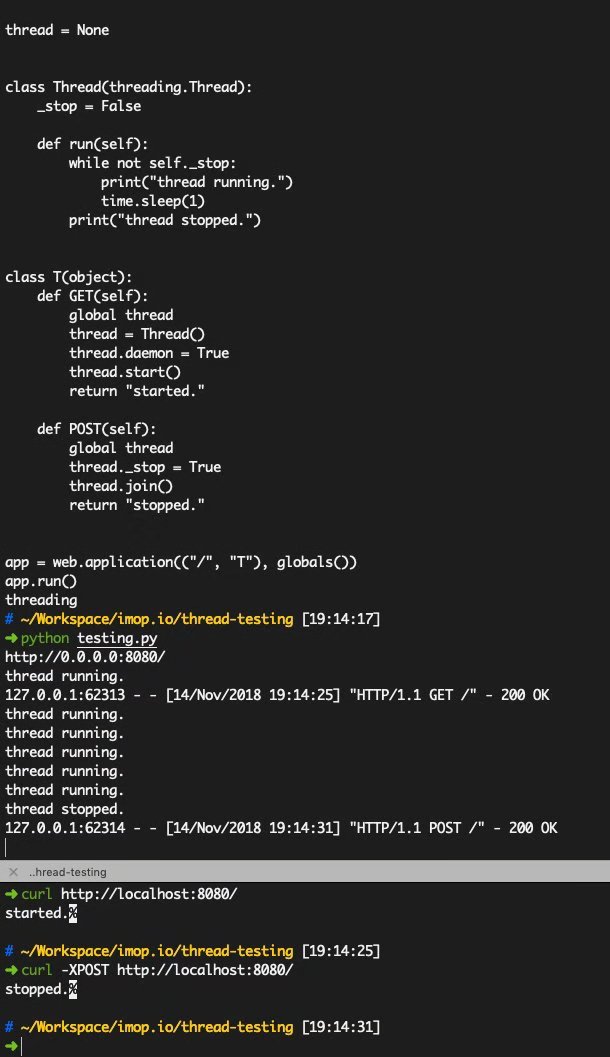 thread = None
class Thread(threading.Thread):
    _stop = False
    def run(self):
        while not self._stop:
            print("thread running.")
            time.sleep(1)
        print("thread stopped.")
class T(object):
    def GET(self):
        global thread
        thread = Thread()
        thread.daemon = True
        thread.start()
        return "started."
    def POST(self):
        global thread
        thread._stop = True
        thread.join()
        return "stopped."
app = web.application(("/", "T"), globals())
app.run()
threading
# ~/Workspace/imop.io/thread-testing [19:14:17]
➜ python testing.py
http://0.0.0.0:8080/
thread running.
127.0.0.1:62313 - - [14/Nov/2018 19:14:25] "HTTP/1.1 GET /" - 200 OK
thread running.
thread running.
thread running.
thread running.
thread running.
thread stopped.
127.0.0.1:62314 - - [14/Nov/2018 19:14:31] "HTTP/1.1 POST /" - 200 OK
✕ ..hread-testing
➜ curl http://localhost:8080/
started.%
# ~/Workspace/imop.io/thread-testing [19:14:25]
➜ curl -XPOST http://localhost:8080/
stopped.%
# ~/Workspace/imop.io/thread-testing [19:14:31]
➜